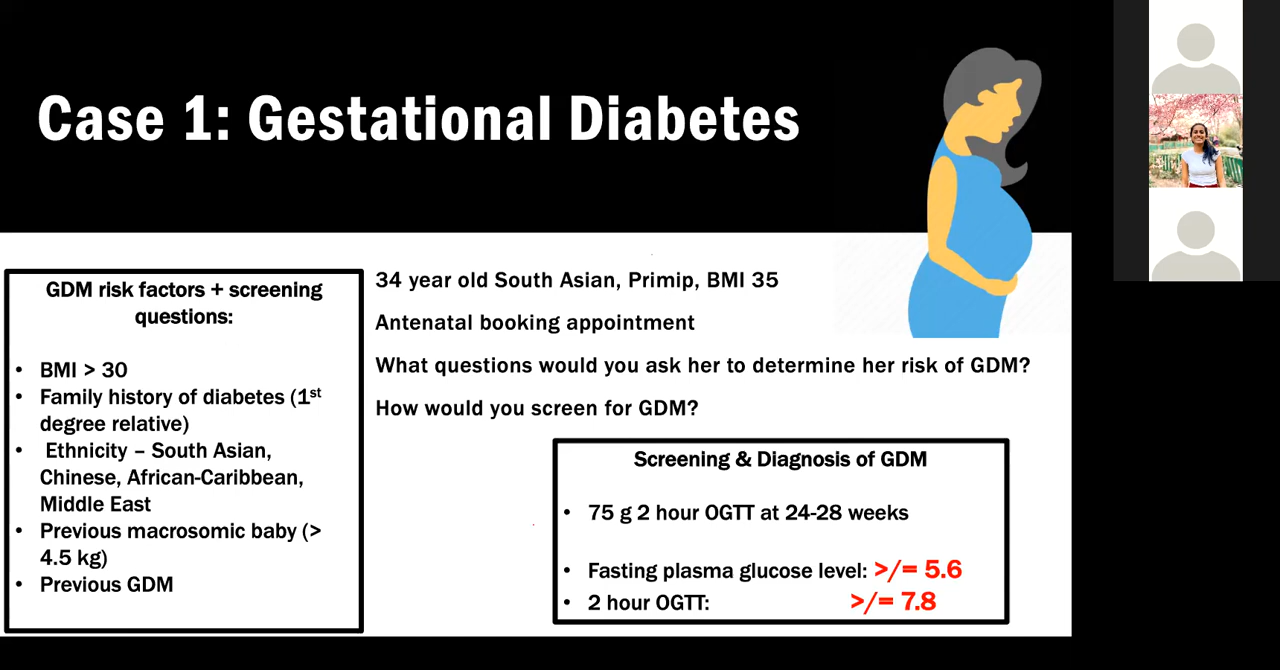 Case 1: Gestational Diabetes
GDM risk factors + screening
questions:
• BMI > 30
• Family history of diabetes (1st
degree relative)
• Ethnicity – South Asian,
Chinese, African-Caribbean,
Middle East
• Previous macrosomic baby (>
4.5 kg)
• Previous GDM
34 year old South Asian, Primip, BMI 35
Antenatal booking appointment
What questions would you ask her to determine her risk of GDM?
How would you screen for GDM?
Screening & Diagnosis of GDM
• 75 g 2 hour OGTT at 24-28 weeks
• Fasting plasma glucose level: >/= 5.6
• 2 hour OGTT: >/= 7.8